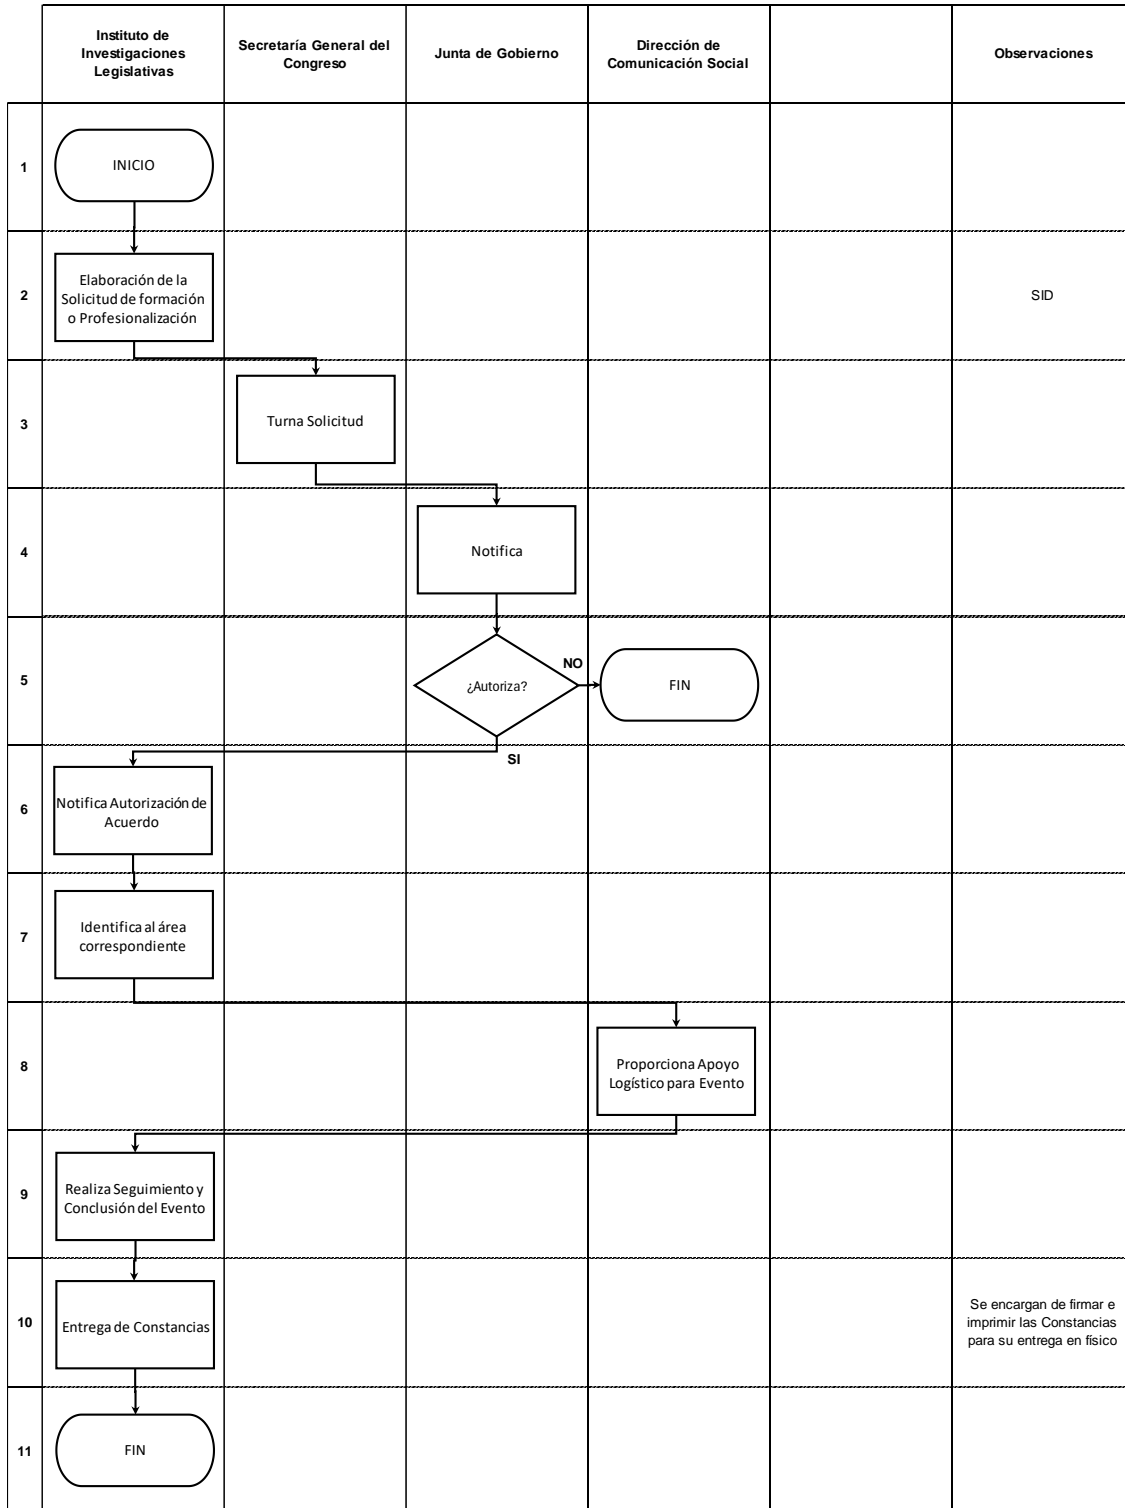 Instituto de
Investigaciones
Legislativas
Secretaría General del
Congreso
Junta de Gobierno
Dirección de
Comunicación Social
Observaciones
1
INICIO
2
Elaboración de la
Solicitud de formación
o Profesionalización
SID
3
Turna Solicitud
4
Notifica
5
¿Autoriza?
NO
FIN
SI
6
Notifica Autorización de
Acuerdo
7
Identifica al área
correspondiente
8
Proporciona Apoyo
Logístico para Evento
9
Realiza Seguimiento y
Conclusión del Evento
10
Entrega de Constancias
Se encargan de firmar e
imprimir las Constancias
para su entrega en físico
11
FIN